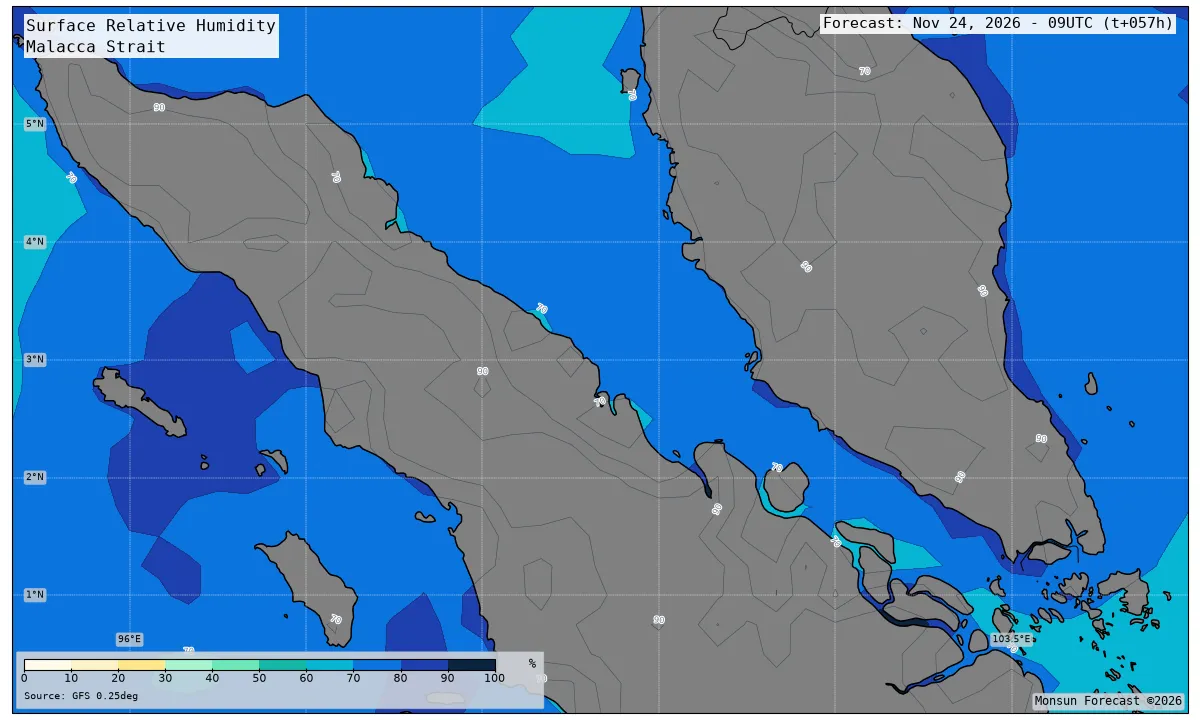 Surface Relative Humidity
Malacca Strait
Forecast: Nov 24, 2026 - 09UTC (t+057h)
70
90
70
5°N
70
70
4°N
90
90
70
3°N
90
70
90
70
2°N
90
90
70
1°N
70
90
96°E
103.5°E
%
0 10 20 30 40 50 60 70 80 90 100
Source: GFS 0.25deg
Monsun Forecast ©2026